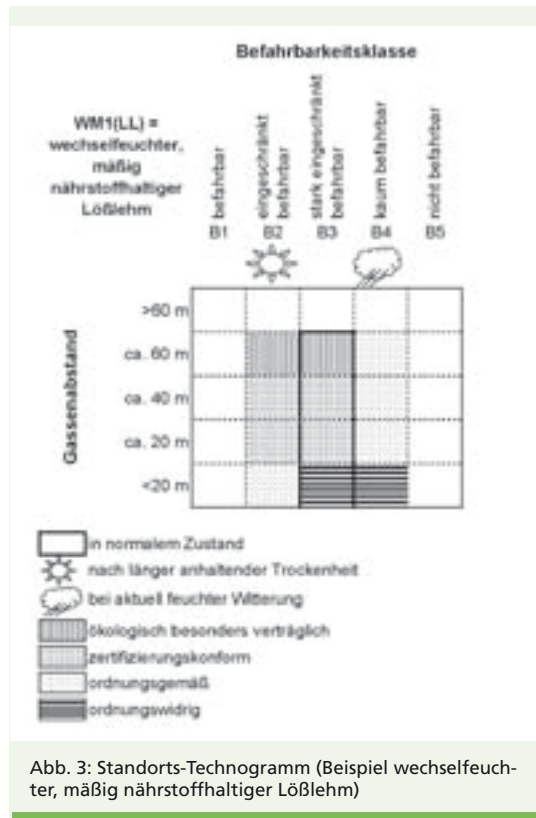 Befahrbarkeitsklasse
WM1(LL) =
wechselfeuchter,
mäßig
nährstoffhaltiger
Lößlehm
befahrbar
B1
eingeschränkt
befahrbar
B2
stark eingeschränkt
befahrbar
B3
kaum befahrbar
B4
nicht befahrbar
B5
Gassenabstand
>60 m
ca. 60 m
ca. 40 m
ca. 20 m
<20 m
in normalem Zustand
nach länger anhaltender Trockenheit
bei aktuell feuchter Witterung
ökologisch besonders verträglich
zertifizierungskonform
ordnungsgemäß
ordnungswidrig
Abb. 3: Standorts-Technogramm (Beispiel wechselfeuch-
ter, mäßig nährstoffhaltiger Lößlehm)